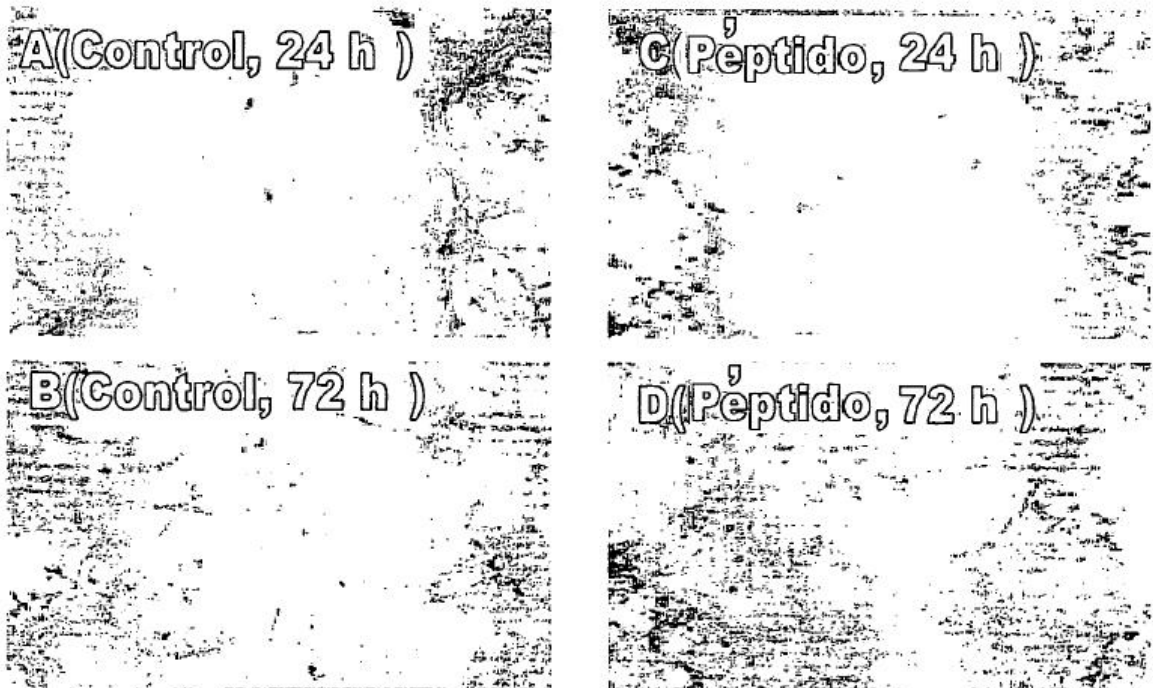 A(Control, 24 h )
C(Péptido, 24 h )
B(Control, 72 h )
D(Péptido, 72 h )